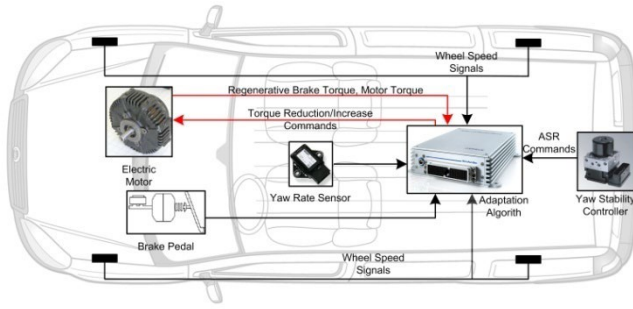 Wheel Speed
Signals
Regenerative Brake Torque, Motor Torque
Torque Reduction/Increase
Commands
ASR
Commands
Electric
Motor
Yaw Rate Sensor
Adaptation
Algorith
Yaw Stability
Controller
Brake Pedal
Wheel Speed
Signals